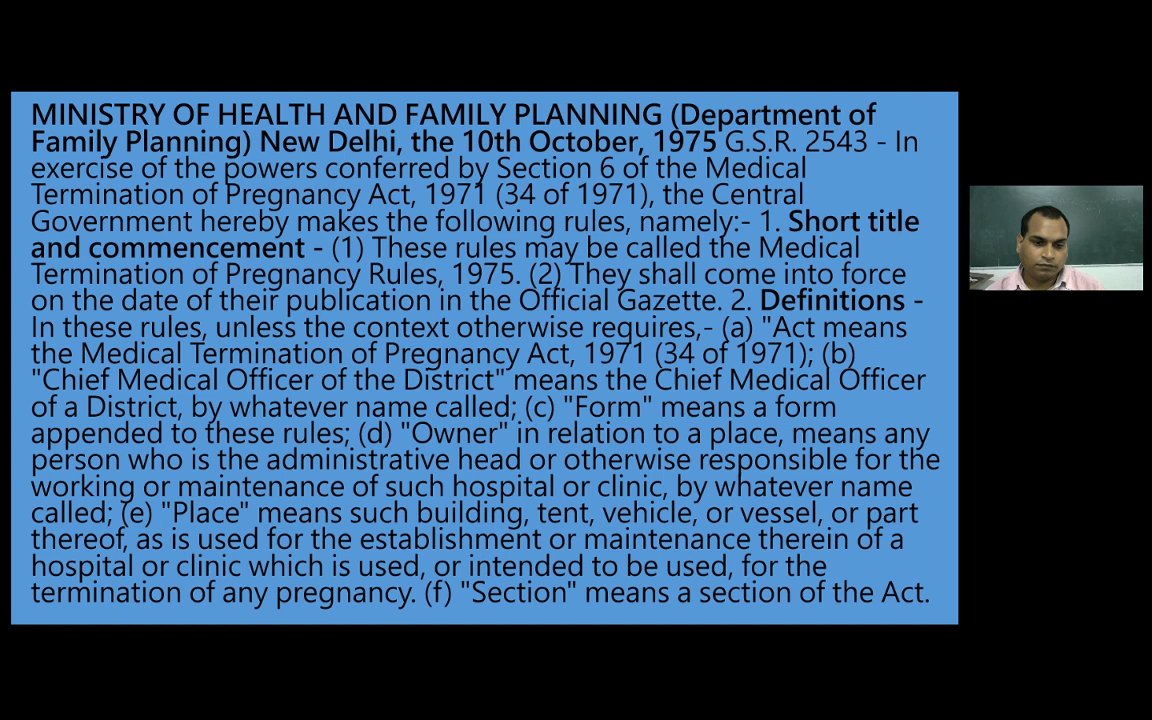 MINISTRY OF HEALTH AND FAMILY PLANNING (Department of
Family Planning) New Delhi, the 10th October, 1975 G.S.R. 2543 - In
exercise of the powers conferred by Section 6 of the Medical
Termination of Pregnancy Act, 1971 (34 of 1971), the Central
Government hereby makes the following rules, namely:- 1. Short title
and commencement - (1) These rules may be called the Medical
Termination of Pregnancy Rules, 1975. (2) They shall come into force
on the date of their publication in the Official Gazette. 2. Definitions -
In these rules, unless the context otherwise requires,- (a) "Act means
the Medical Termination of Pregnancy Act, 1971 (34 of 1971); (b)
"Chief Medical Officer of the District" means the Chief Medical Officer
of a District, by whatever name called; (c) "Form" means a form
appended to these rules; (d) "Owner" in relation to a place, means any
person who is the administrative head or otherwise responsible for the
working or maintenance of such hospital or clinic, by whatever name
called; (e) "Place" means such building, tent, vehicle, or vessel, or part
thereof, as is used for the establishment or maintenance therein of a
hospital or clinic which is used, or intended to be used, for the
termination of any pregnancy. (f) "Section" means a section of the Act.